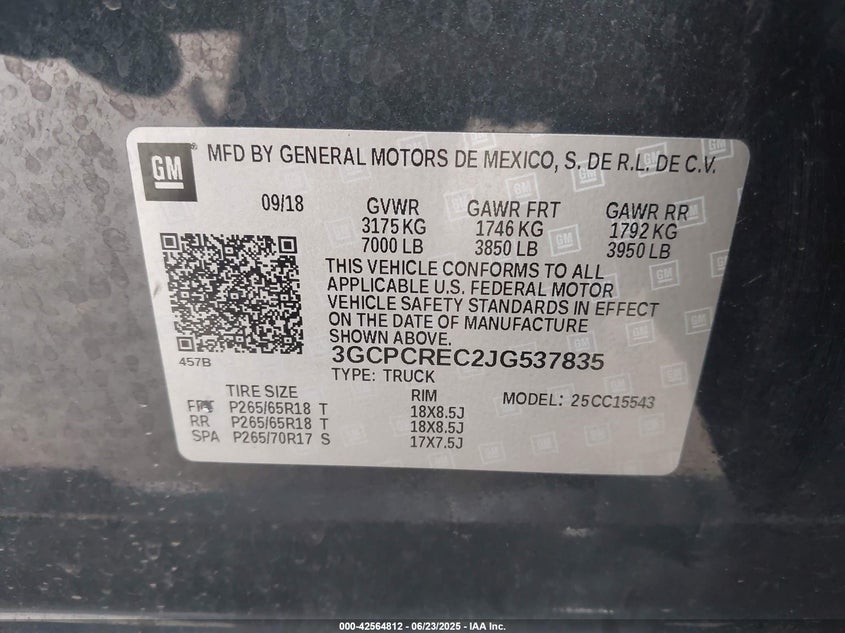 GM
MFD BY GENERAL MOTORS DE MEXICO, S. DE R.L. DE C.V.
09/18 GVWR GAWR FRT GAWR RR
3175 KG 1746 KG 1792 KG
7000 LB 3850 LB 3950 LB
THIS VEHICLE CONFORMS TO ALL
APPLICABLE U.S. FEDERAL MOTOR
VEHICLE SAFETY STANDARDS IN EFFECT
ON THE DATE OF MANUFACTURE
SHOWN ABOVE.
457B
3GCPCREC2JG537835
TYPE: TRUCK
TIRE SIZE RIM MODEL: 25CC15543
FRT P265/65R18 T 18X8.5J
RR P265/65R18 T 18X8.5J
SPA P265/70R17 S 17X7.5J
000-42564812 - 06/23/2025 - IAA Inc.